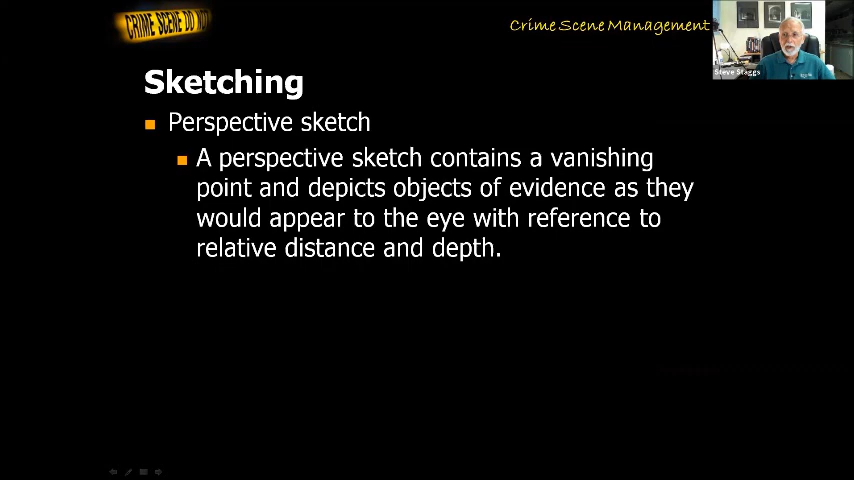 CRIME SCENE DO NOT
Crime Scene Management
Steve Staggs
Sketching
Perspective sketch
A perspective sketch contains a vanishing
point and depicts objects of evidence as they
would appear to the eye with reference to
relative distance and depth.